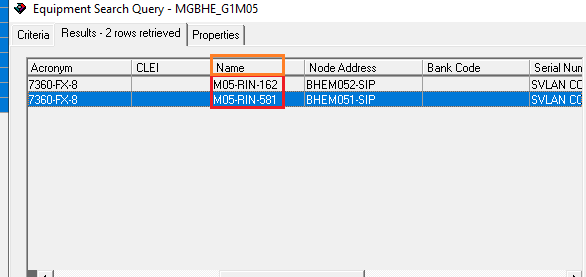 Equipment Search Query - MGBHE_G1M05
Criteria Results - 2 rows retrieved Properties
Acronym CLEI Name Node Address Bank Code Serial Num
7360-FX-8 M05-RIN-162 BHEM052-SIP SVLAN CO
7360-FX-8 M05-RIN-581 BHEM051-SIP SVLAN CO